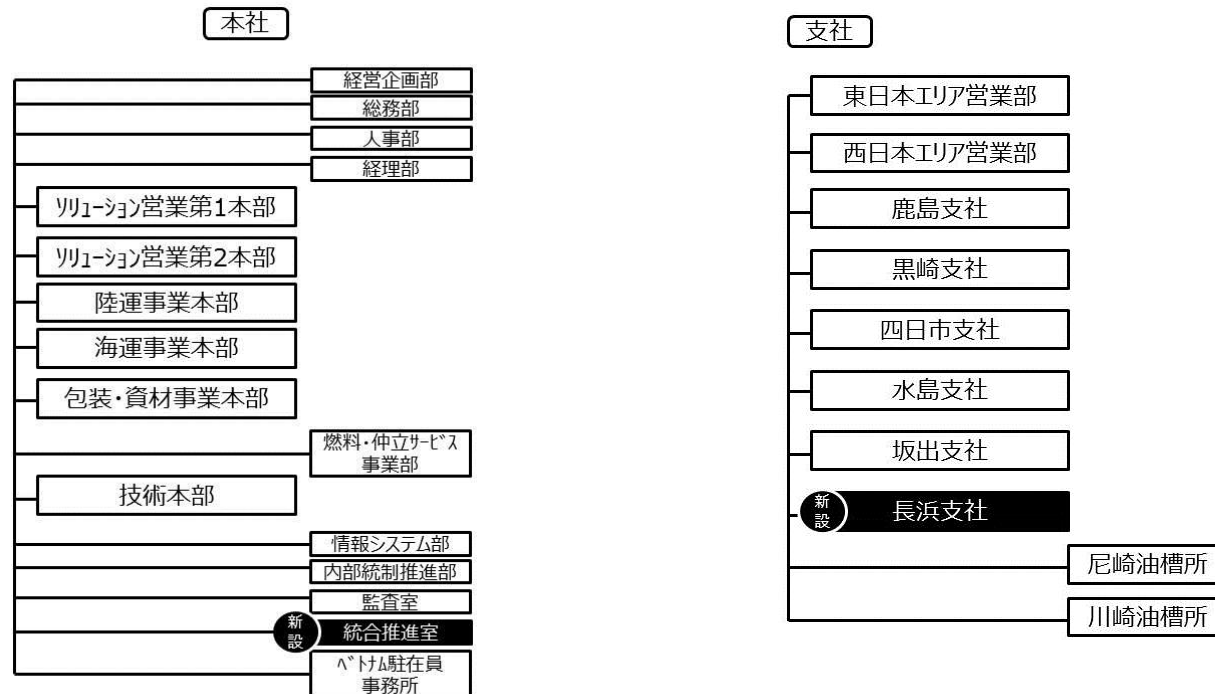 本社
経営企画部
総務部
人事部
経理部
ｿﾘｭｰｼｮﾝ営業第1本部
ｿﾘｭｰｼｮﾝ営業第2本部
陸運事業本部
海運事業本部
包装・資材事業本部
燃料・仲立ｻｰﾋﾞｽ
事業部
技術本部
情報システム部
内部統制推進部
監査室
新設
統合推進室
ﾍﾞﾄﾅﾑ駐在員
事務所
支社
東日本エリア営業部
西日本エリア営業部
鹿島支社
黒崎支社
四日市支社
水島支社
坂出支社
新設
長浜支社
尼崎油槽所
川崎油槽所